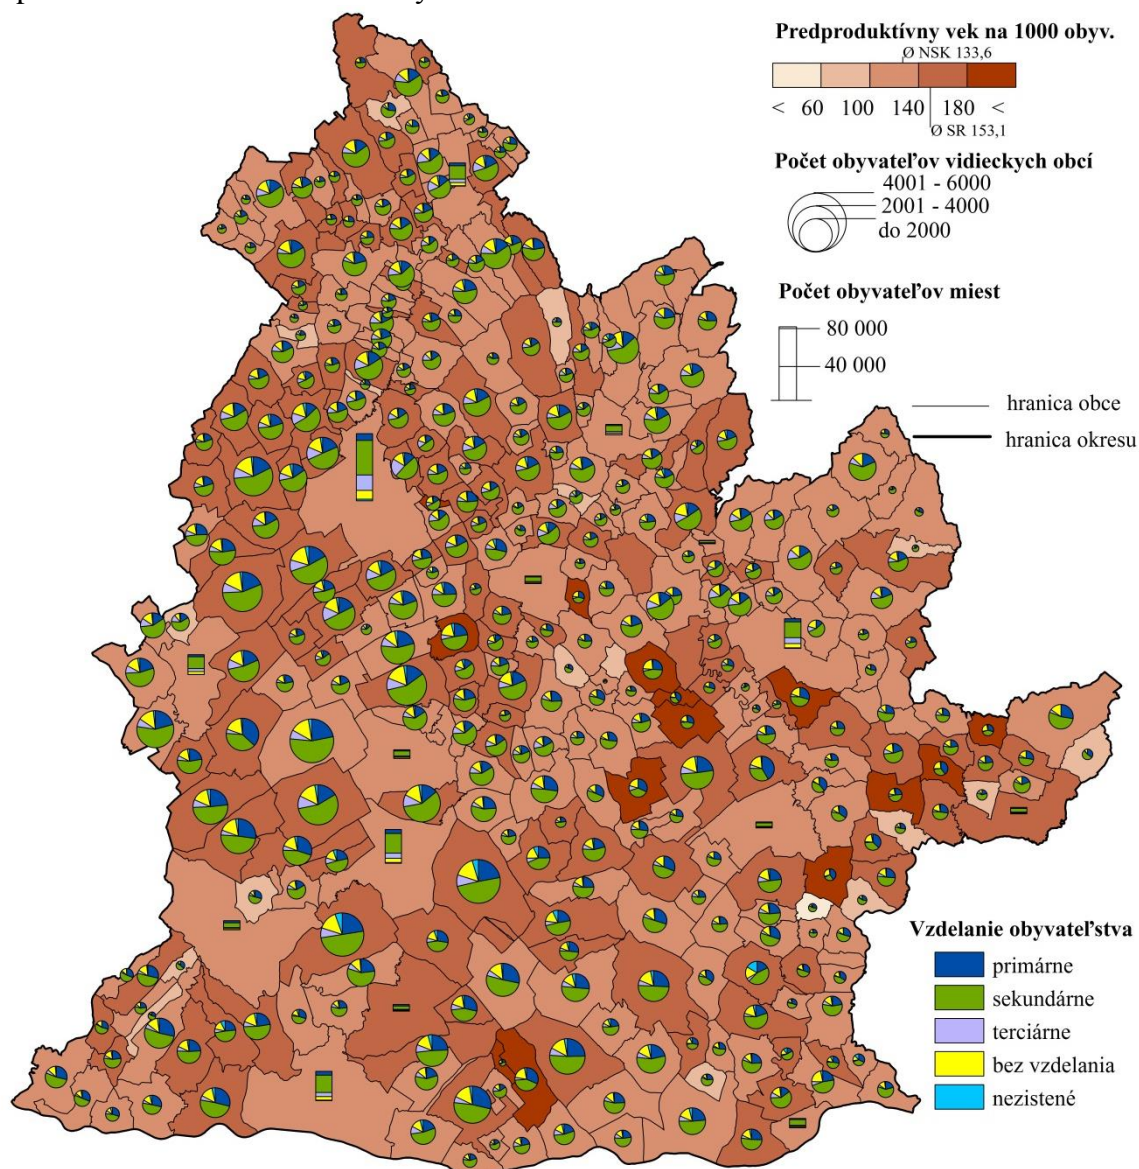 Predproduktívny vek na 1000 obyv.
Ø NSK 133,6
< 60 100 140 180 <
Ø SR 153,1
Počet obyvateľov vidieckych obcí
4001 - 6000
2001 - 4000
do 2000
Počet obyvateľov miest
80 000
40 000
hranica obce
hranica okresu
Vzdelanie obyvateľstva
primárne
sekundárne
terciárne
bez vzdelania
nezistené